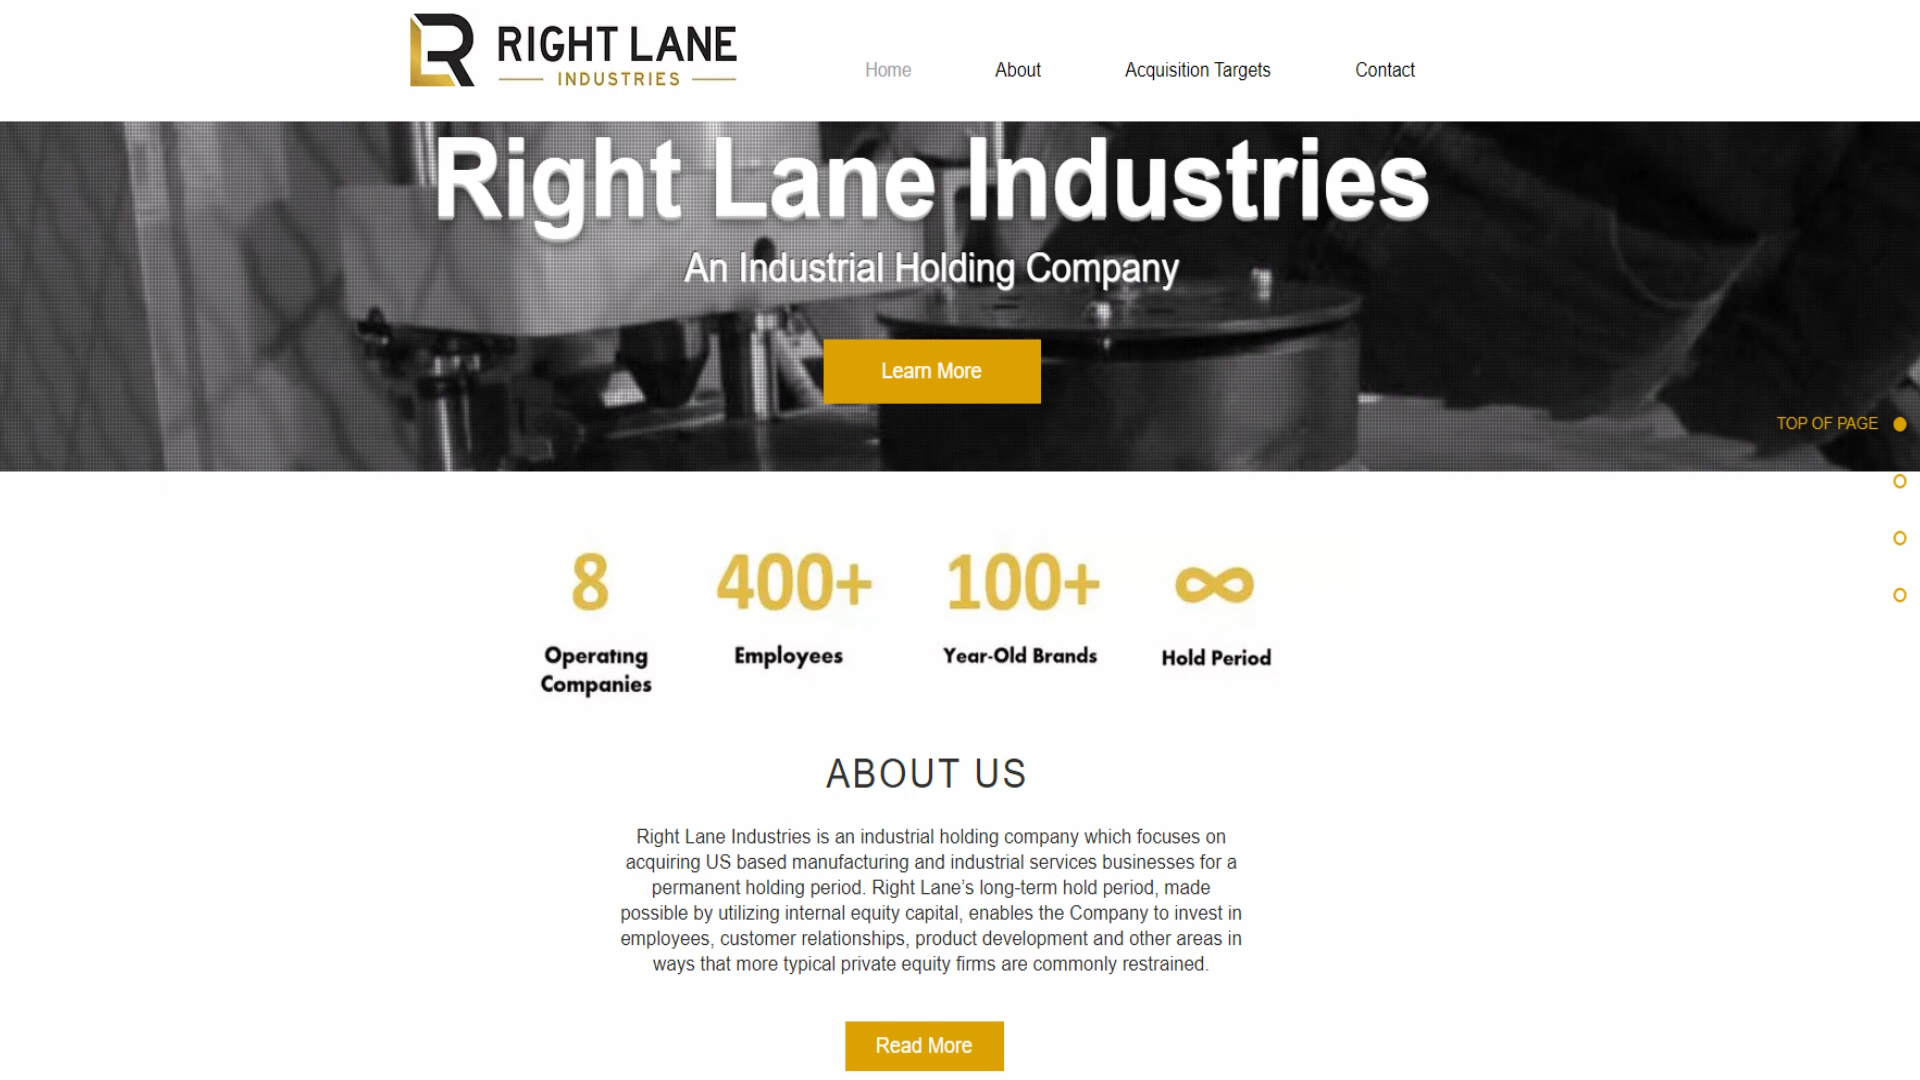 RIGHT LANE
INDUSTRIES
Home About Acquisition Targets Contact
Right Lane Industries
An Industrial Holding Company
Learn More
TOP OF PAGE
8 400+ 100+ ∞
Operating Companies Employees Year-Old Brands Hold Period
ABOUT US
Right Lane Industries is an industrial holding company which focuses on
acquiring US based manufacturing and industrial services businesses for a
permanent holding period. Right Lane’s long-term hold period, made
possible by utilizing internal equity capital, enables the Company to invest in
employees, customer relationships, product development and other areas in
ways that more typical private equity firms are commonly restrained.
Read More